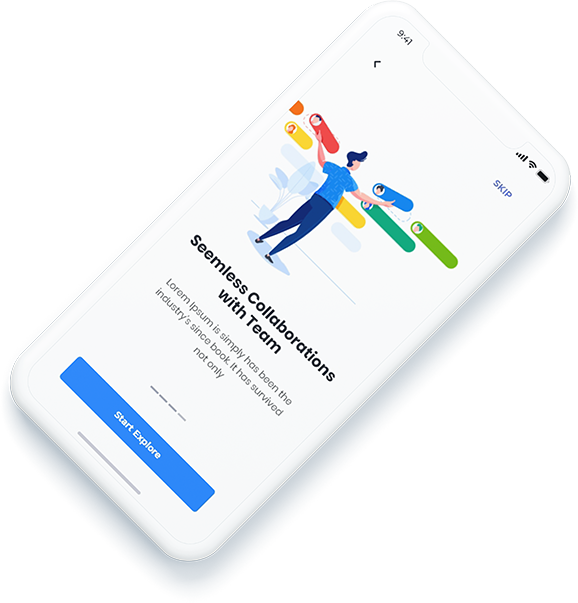 9:41
SKIP
Seemless Collaborations
with Team
Lorem Ipsum is simply has been the
industry's since book. It has survived
not only
Start Explore